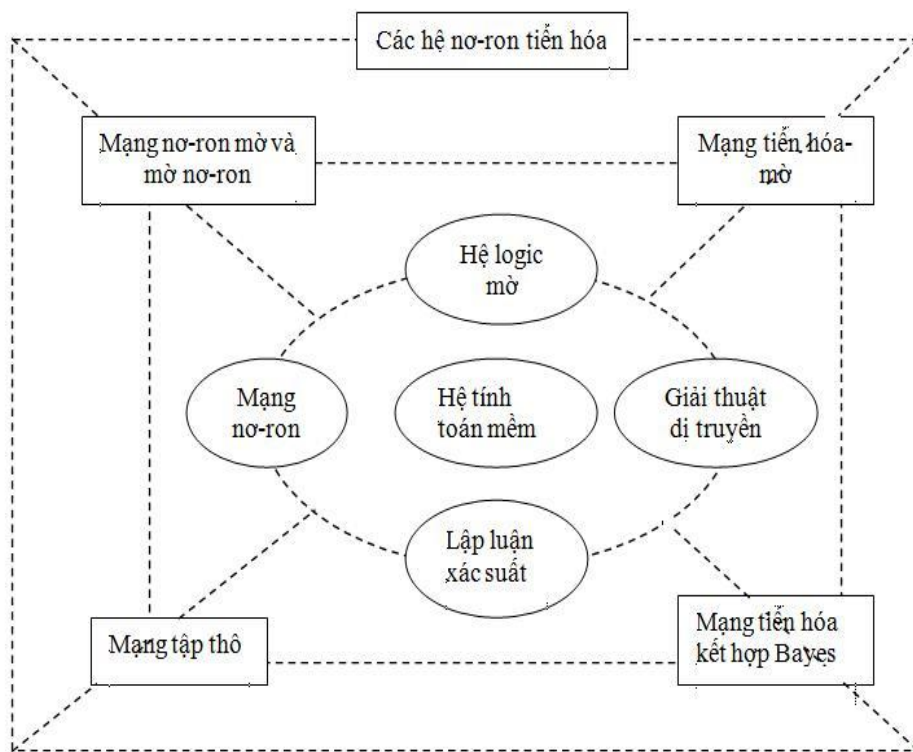 Các hệ nơ-ron tiến hóa
Mạng nơ-ron mờ và
mờ nơ-ron
Mạng tiến hóa-
mờ
Hệ logic
mờ
Mạng
nơ-ron
Hệ tính
toán mềm
Giải thuật
di truyền
Lập luận
xác suất
Mạng tập thô
Mạng tiến hóa
kết hợp Bayes